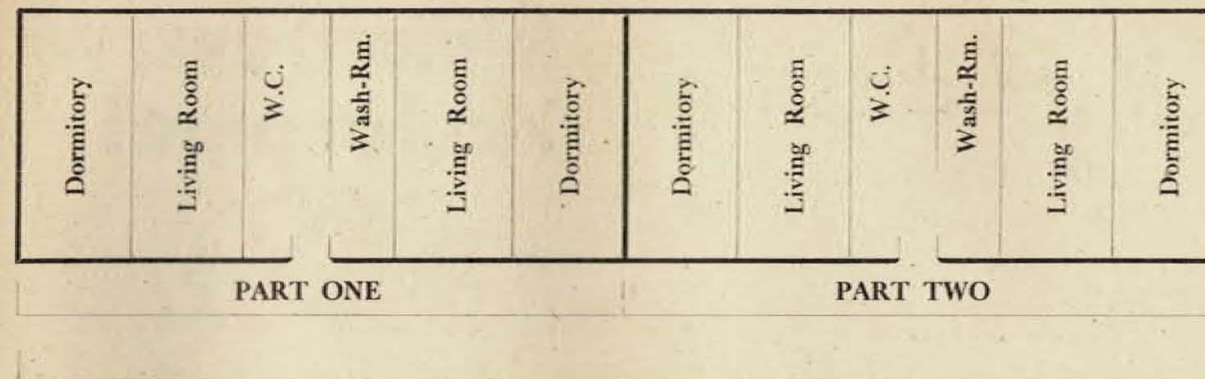 Dormitory
Living Room
W.C.
Wash-Rm.
Living Room
Dormitory
Dormitory
Living Room
W.C.
Wash-Rm.
Living Room
Dormitory
PART ONE
PART TWO